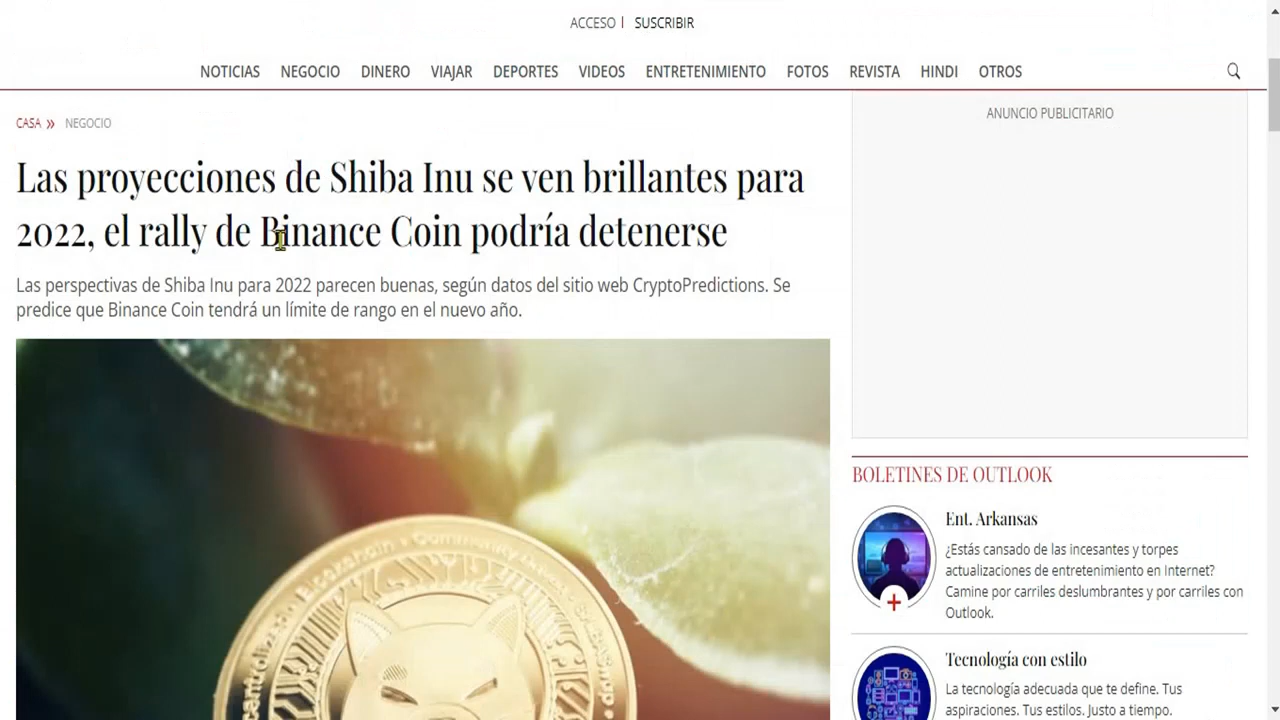 ACCESO | SUSCRIBIR
NOTICIAS NEGOCIO DINERO VIAJAR DEPORTES VIDEOS ENTRETENIMIENTO FOTOS REVISTA HINDI OTROS
CASA » NEGOCIO
Las proyecciones de Shiba Inu se ven brillantes para
2022, el rally de Binance Coin podría detenerse
Las perspectivas de Shiba Inu para 2022 parecen buenas, según datos del sitio web CryptoPredictions. Se
predice que Binance Coin tendrá un límite de rango en el nuevo año.
ANUNCIO PUBLICITARIO
BOLETINES DE OUTLOOK
Ent. Arkansas
¿Estás cansado de las incesantes y torpes
actualizaciones de entretenimiento en Internet?
Camine por carriles deslumbrantes y por carriles con
Outlook.
Tecnología con estilo
La tecnología adecuada que te define. Tus
aspiraciones. Tus estilos. Justo a tiempo.